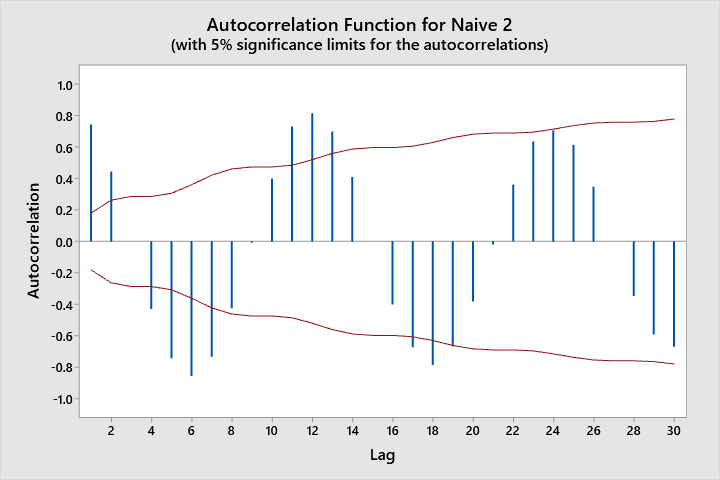 Autocorrelation Function for Naive 2
(with 5% significance limits for the autocorrelations)
1.0
0.8
0.6
0.4
0.2
0.0
-0.2
-0.4
-0.6
-0.8
-1.0
Autocorrelation
2 4 6 8 10 12 14 16 18 20 22 24 26 28 30
Lag